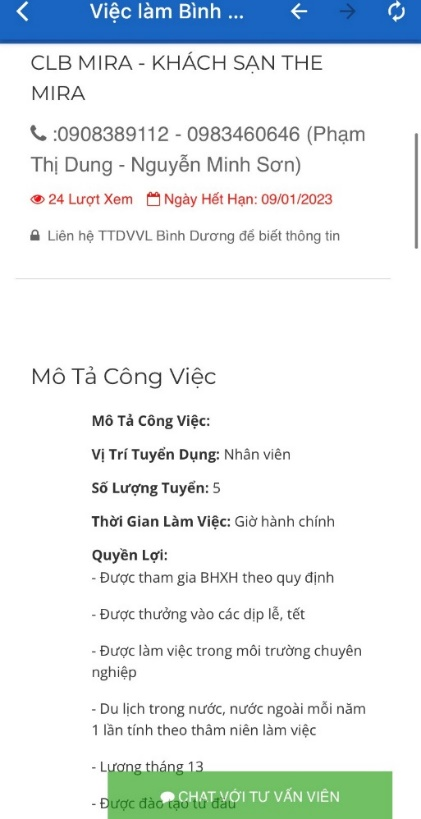 Việc làm Bình ...
CLB MIRA - KHÁCH SẠN THE
MIRA
:0908389112 - 0983460646 (Phạm
Thị Dung - Nguyễn Minh Sơn)
24 Lượt Xem Ngày Hết Hạn: 09/01/2023
Liên hệ TTDVVL Bình Dương để biết thông tin
Mô Tả Công Việc
Mô Tả Công Việc:
Vị Trí Tuyển Dụng: Nhân viên
Số Lượng Tuyển: 5
Thời Gian Làm Việc: Giờ hành chính
Quyền Lợi:
- Được tham gia BHXH theo quy định
- Được thưởng vào các dịp lễ, tết
- Được làm việc trong môi trường chuyên
nghiệp
- Du lịch trong nước, nước ngoài mỗi năm
1 lần tính theo thâm niên làm việc
- Lương tháng 13
- Được đào tạo từ đầu
CHAT VỚI TƯ VẤN VIÊN